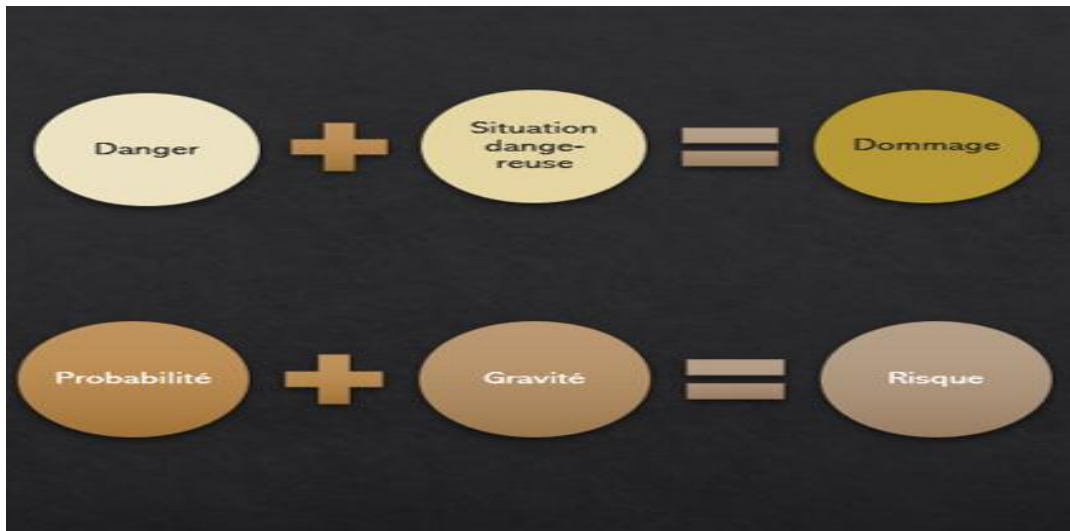 Danger
Situation
dange-
reuse
Dommage
Probabilité
Gravité
Risque